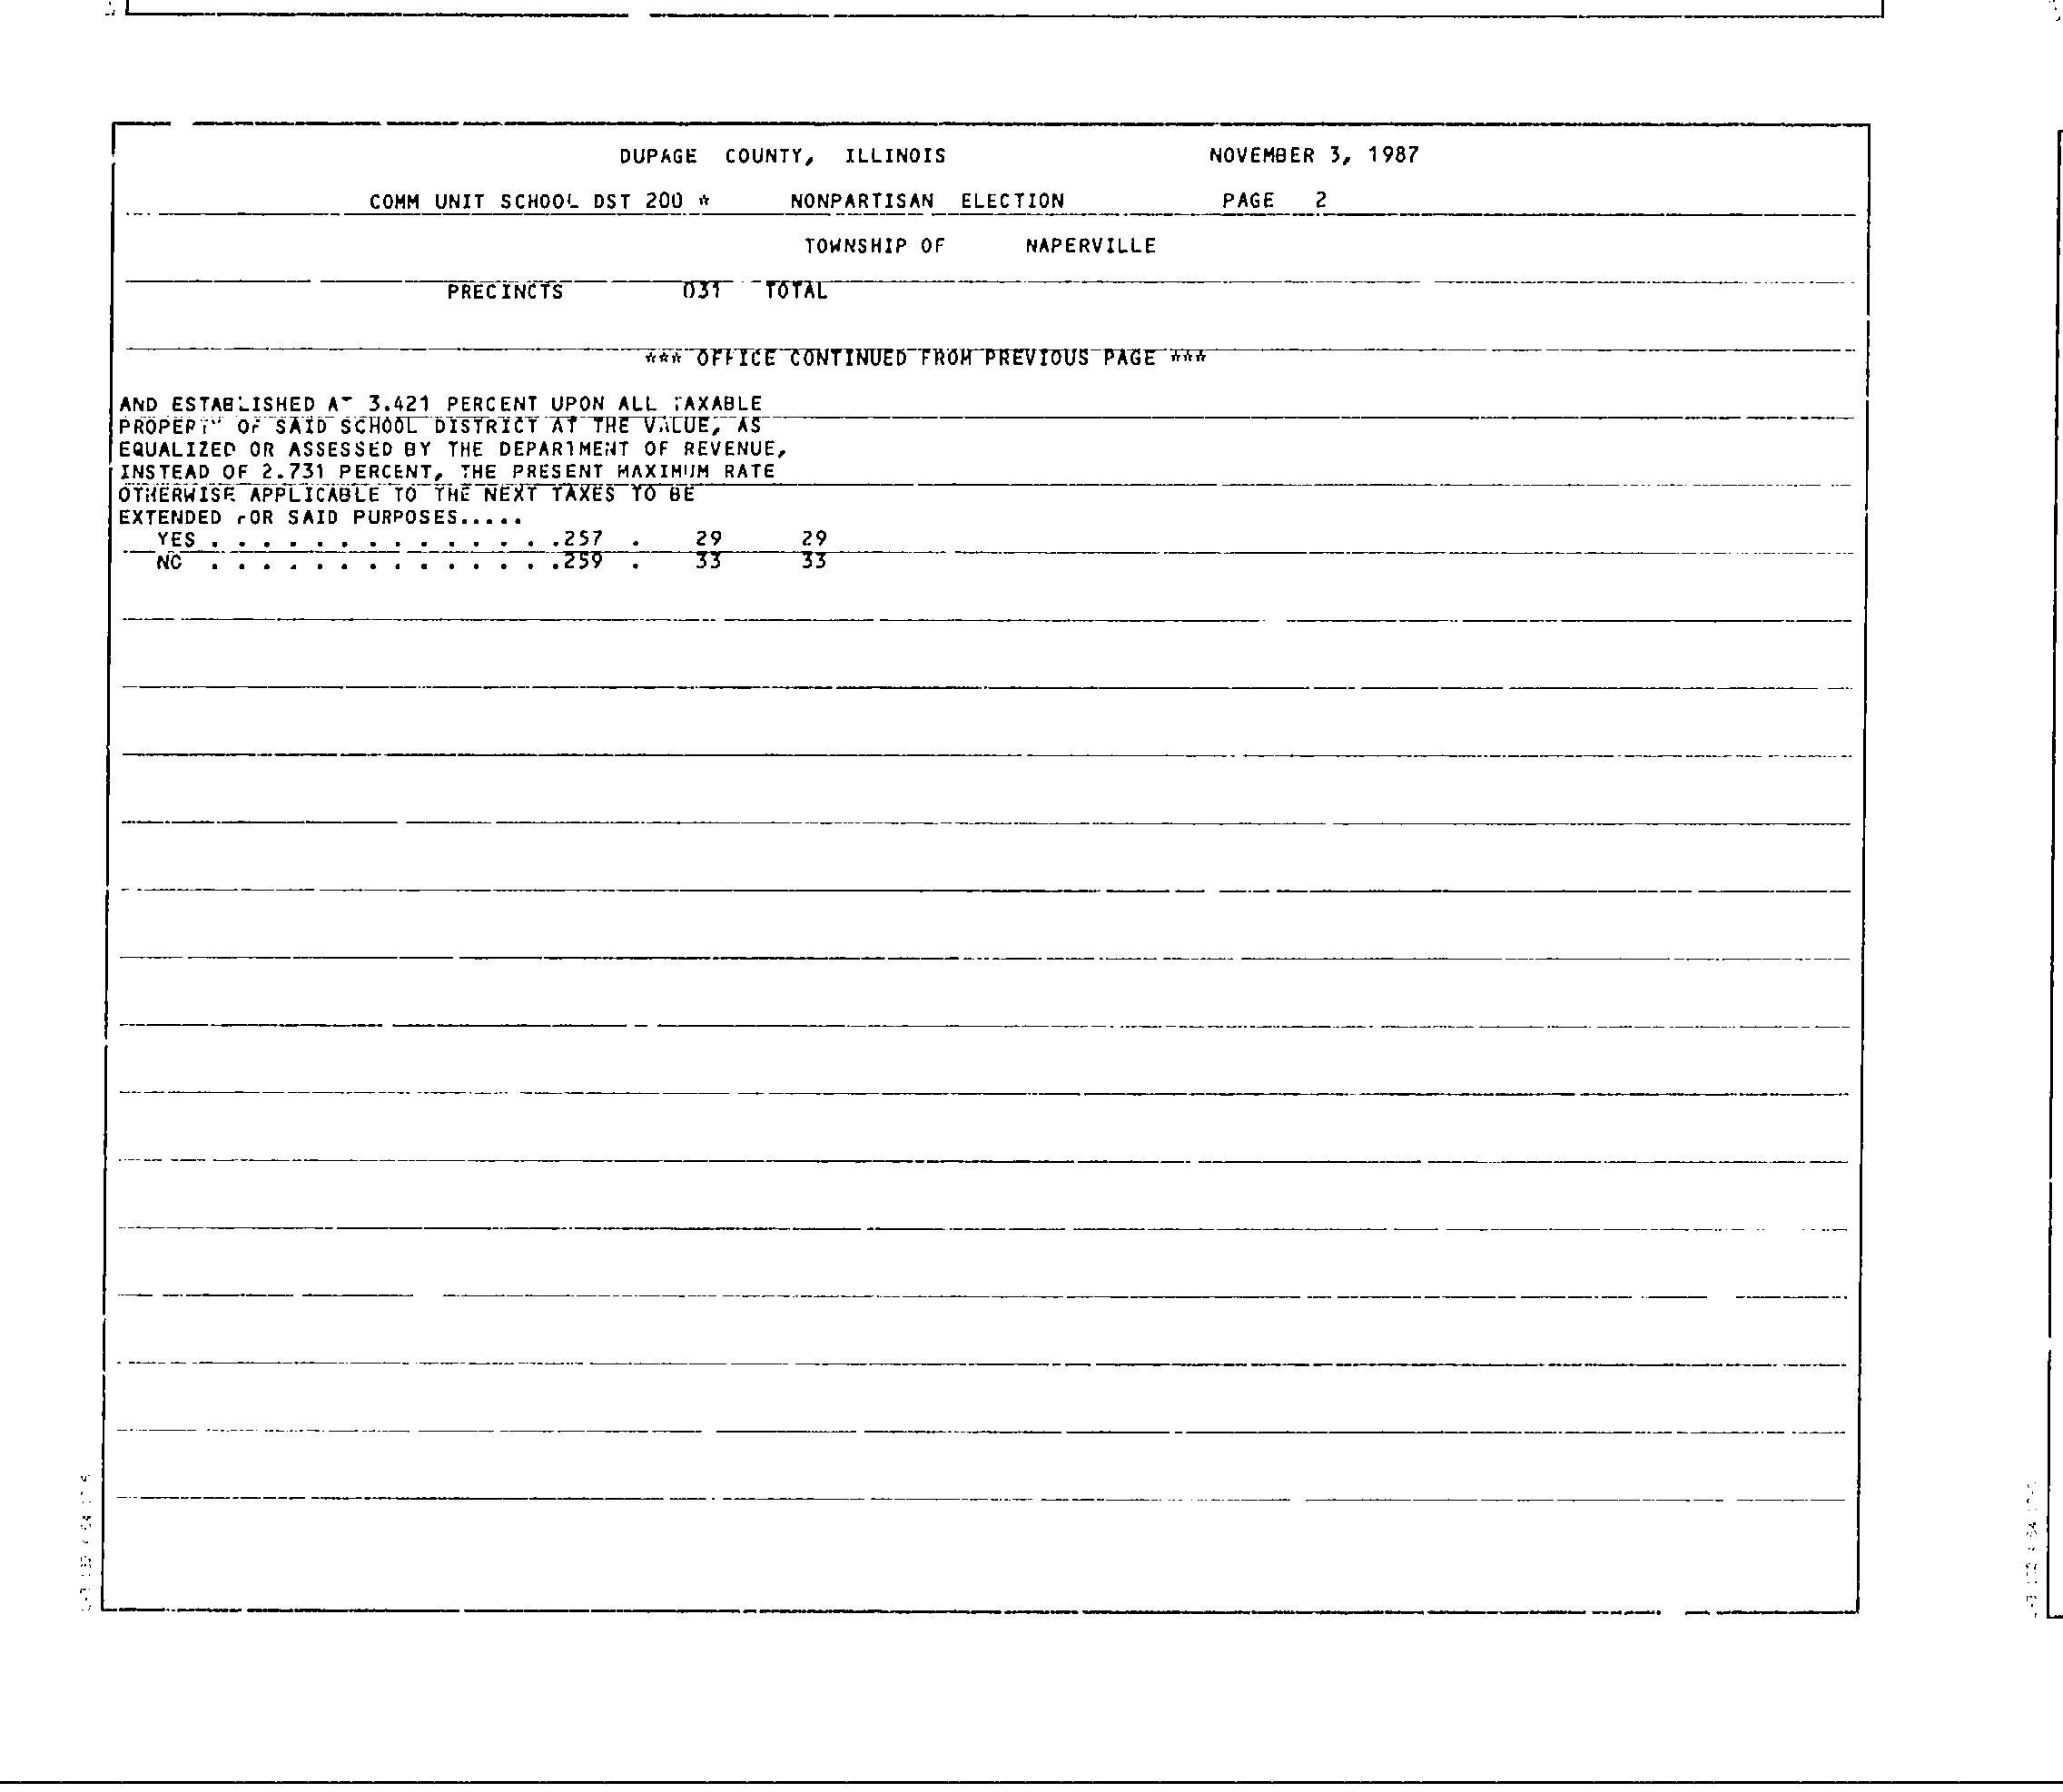 DUPAGE COUNTY, ILLINOIS NOVEMBER 3, 1987
COMM UNIT SCHOOL DST 200 * NONPARTISAN ELECTION PAGE 2
TOWNSHIP OF NAPERVILLE
PRECINCTS 031 TOTAL
*** OFFICE CONTINUED FROM PREVIOUS PAGE ***
AND ESTABLISHED AT 3.421 PERCENT UPON ALL TAXABLE
PROPERTY OF SAID SCHOOL DISTRICT AT THE VALUE, AS
EQUALIZED OR ASSESSED BY THE DEPARTMENT OF REVENUE,
INSTEAD OF 2.731 PERCENT, THE PRESENT MAXIMUM RATE
OTHERWISE APPLICABLE TO THE NEXT TAXES TO BE
EXTENDED FOR SAID PURPOSES.....
YES . . . . . . . . . . . . . .257 . 29 29
NO . . . . . . . . . . . . . .259 . 33 33